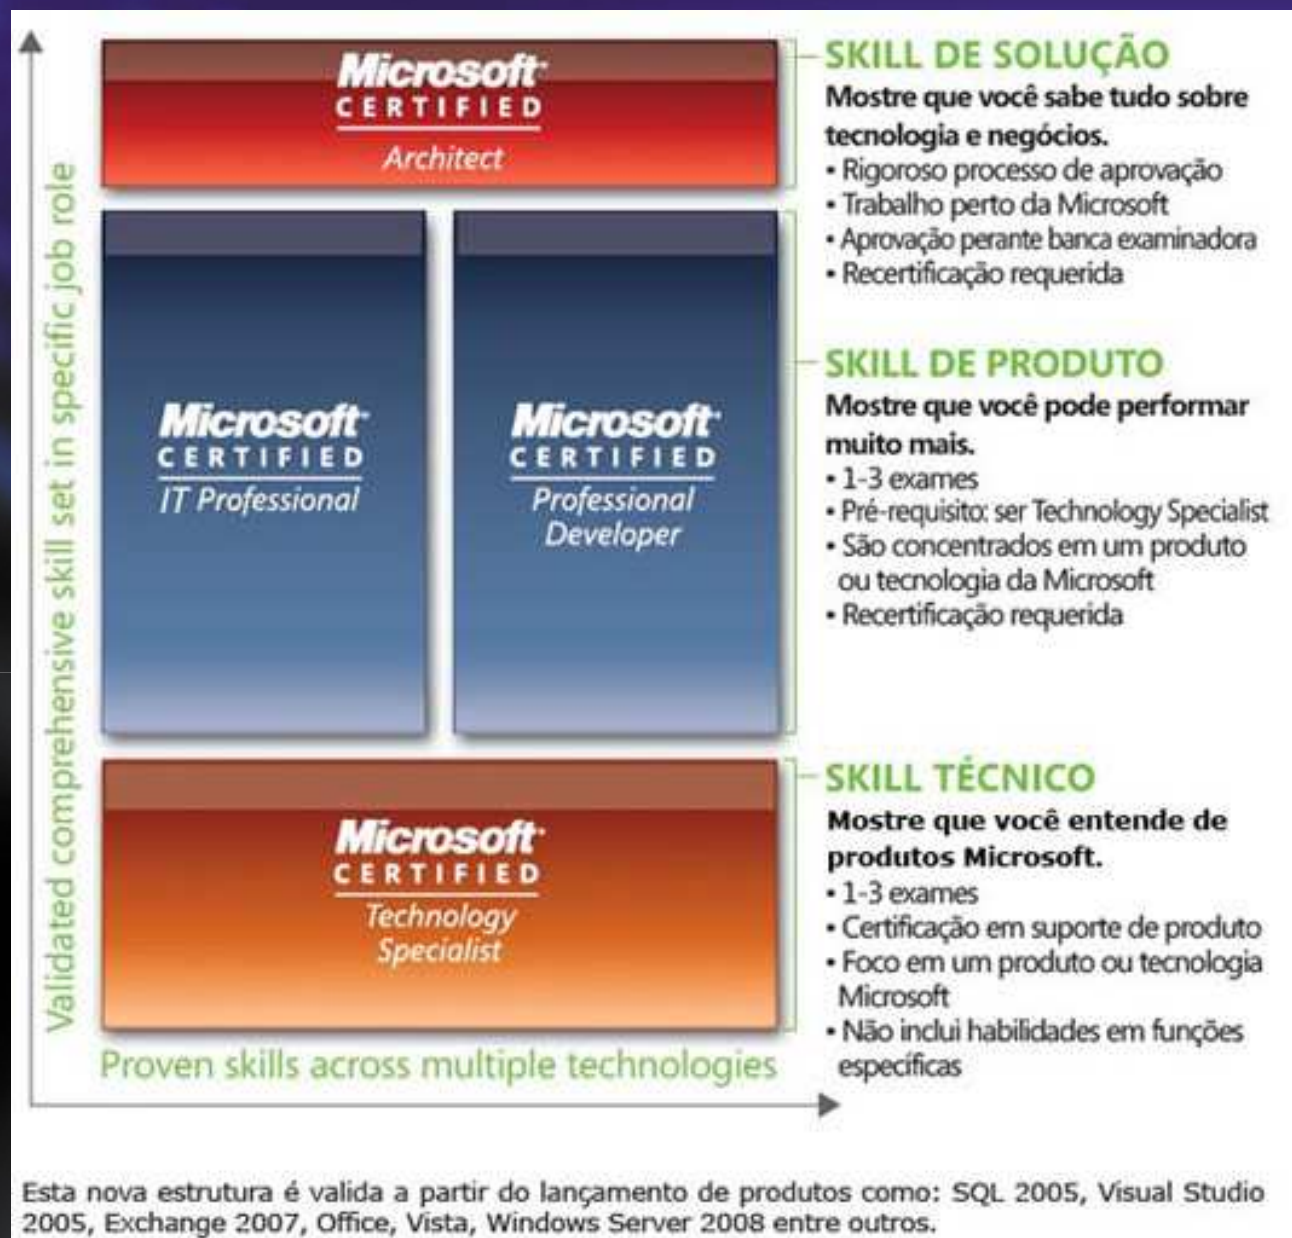 Validated comprehensive skill set in specific job role
Microsoft
CERTIFIED
Architect
SKILL DE SOLUÇÃO
Mostre que você sabe tudo sobre
tecnologia e negócios.
• Rigoroso processo de aprovação
• Trabalho perto da Microsoft
• Aprovação perante banca examinadora
• Recertificação requerida
Microsoft
CERTIFIED
IT Professional
Microsoft
CERTIFIED
Professional
Developer
SKILL DE PRODUTO
Mostre que você pode performar
muito mais.
• 1-3 exames
• Pré-requisito: ser Technology Specialist
• São concentrados em um produto
ou tecnologia da Microsoft
• Recertificação requerida
Microsoft
CERTIFIED
Technology
Specialist
SKILL TÉCNICO
Mostre que você entende de
produtos Microsoft.
• 1-3 exames
• Certificação em suporte de produto
• Foco em um produto ou tecnologia
Microsoft
• Não inclui habilidades em funções
específicas
Proven skills across multiple technologies
Esta nova estrutura é valida a partir do lançamento de produtos como: SQL 2005, Visual Studio
2005, Exchange 2007, Office, Vista, Windows Server 2008 entre outros.